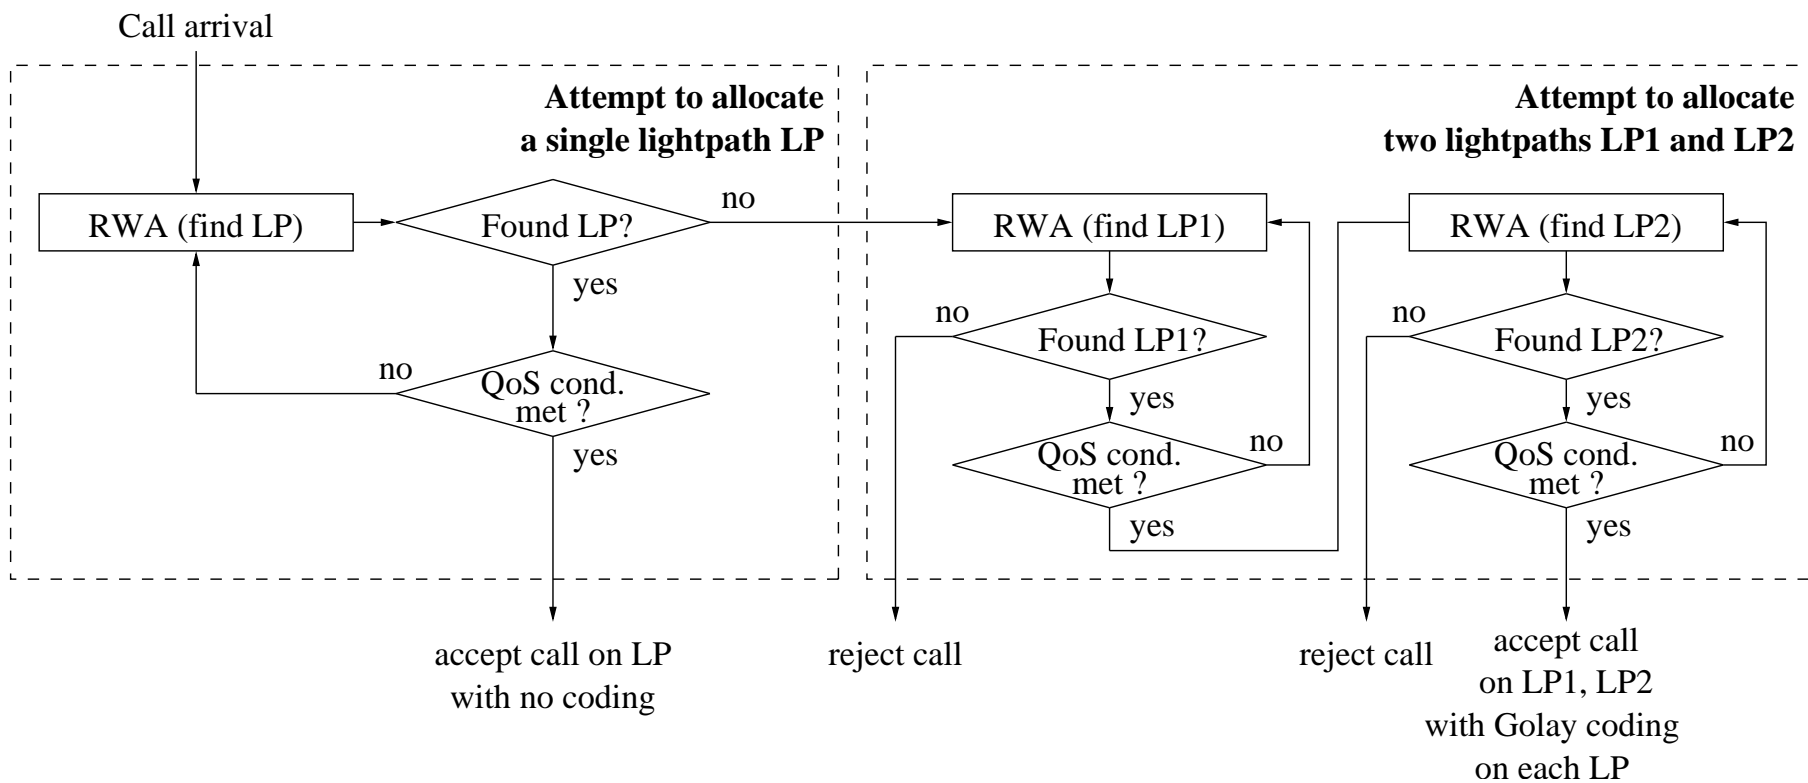 Call arrival
Attempt to allocate
a single lightpath LP
RWA (find LP)
Found LP?
no
yes
QoS cond.
met ?
no
yes
accept call on LP
with no coding
Attempt to allocate
two lightpaths LP1 and LP2
RWA (find LP1)
Found LP1?
no
yes
QoS cond.
met ?
no
yes
reject call
RWA (find LP2)
Found LP2?
no
yes
QoS cond.
met ?
no
yes
reject call
accept call
on LP1, LP2
with Golay coding
on each LP